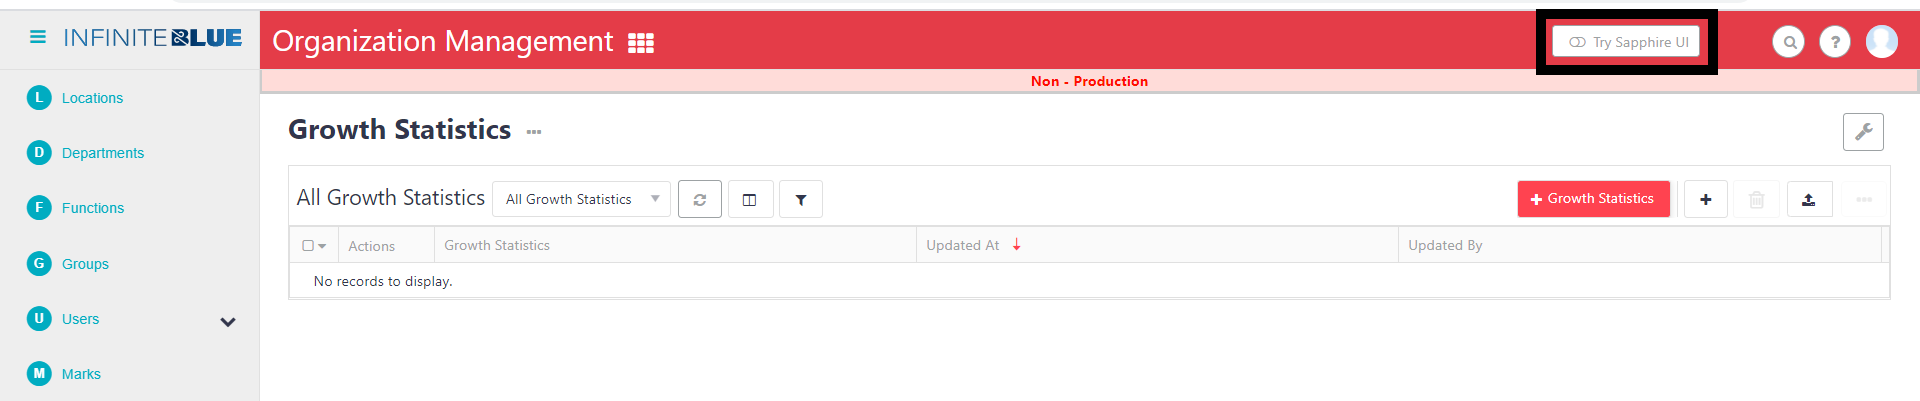 INFINITEBLUE
Organization Management
Try Sapphire UI
?
Non - Production
L Locations
D Departments
F Functions
G Groups
U Users
M Marks
Growth Statistics ...
All Growth Statistics
All Growth Statistics
+ Growth Statistics
+
...
Actions
Growth Statistics
Updated At
Updated By
No records to display.